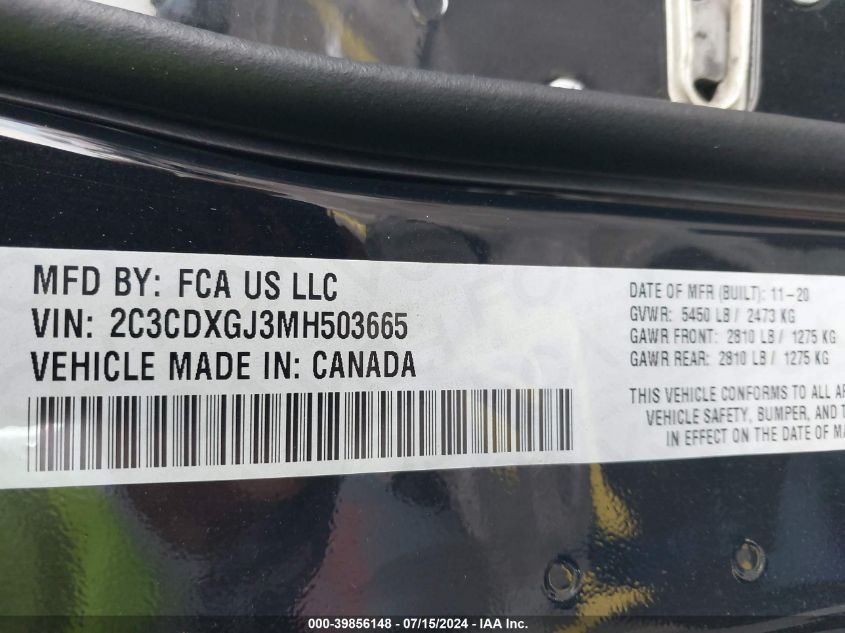 MFD BY: FCA US LLC
VIN: 2C3CDXGJ3MH503665
VEHICLE MADE IN: CANADA
DATE OF MFR (BUILT): 11-20
GVWR: 5450 LB / 2473 KG
GAWR FRONT: 2810 LB / 1275 KG
GAWR REAR: 2810 LB / 1275 KG
THIS VEHICLE CONFORMS TO ALL
VEHICLE SAFETY, BUMPER, AND
IN EFFECT ON THE DATE OF
000-39856148 - 07/15/2024 - IAA Inc.